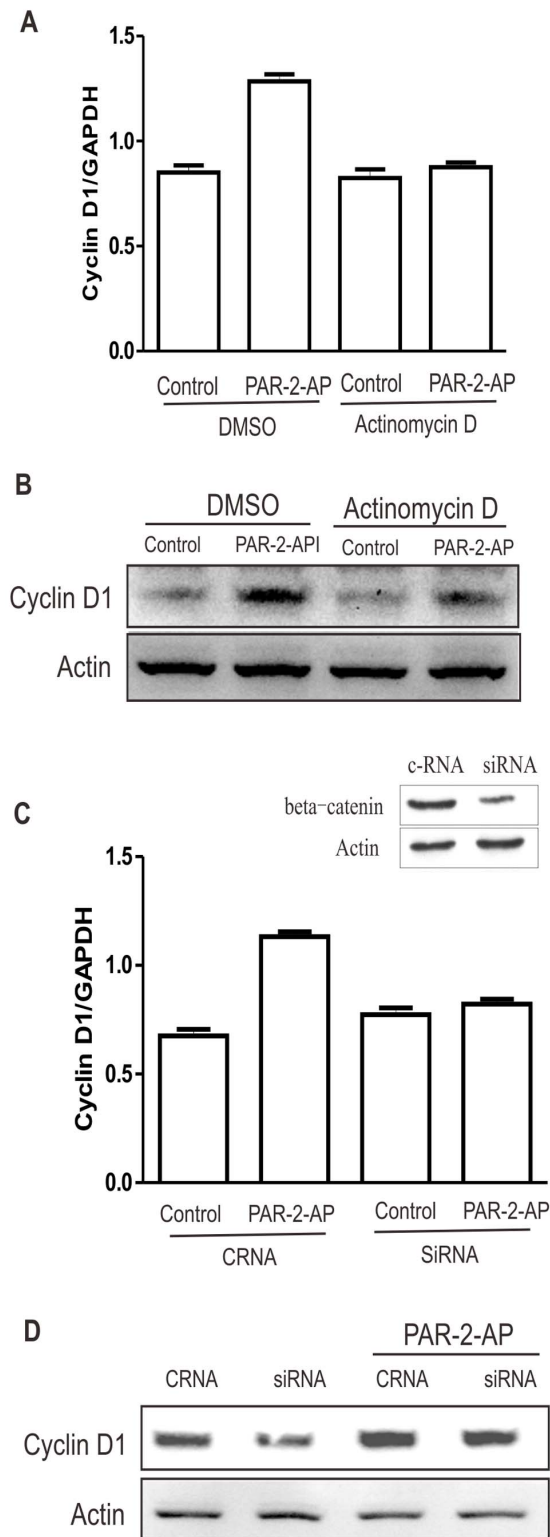 A
Cyclin D1/GAPDH
1.5
1.0
0.5
0.0
Control PAR-2-AP Control PAR-2-AP
DMSO Actinomycin D
B
DMSO Actinomycin D
Control PAR-2-API Control PAR-2-AP
Cyclin D1
Actin
c-RNA siRNA
beta-catenin
Actin
C
Cyclin D1/GAPDH
1.5
1.0
0.5
0.0
Control PAR-2-AP Control PAR-2-AP
CRNA SiRNA
D
PAR-2-AP
CRNA siRNA CRNA siRNA
Cyclin D1
Actin